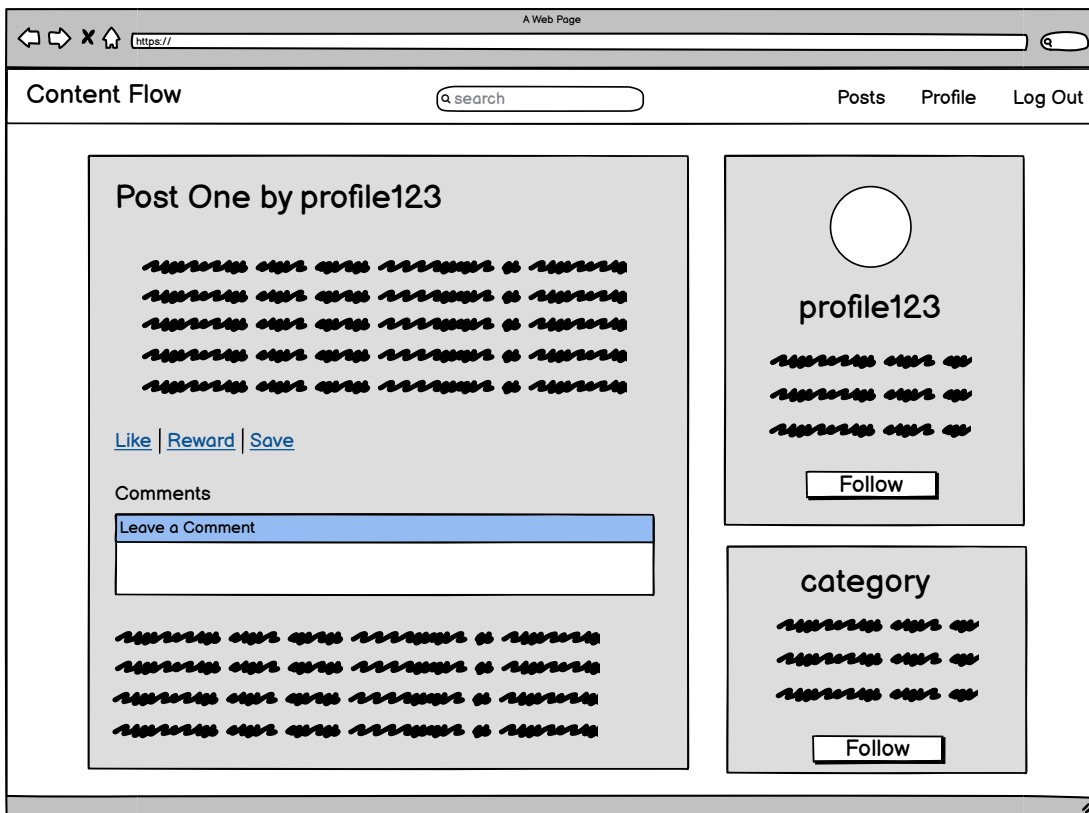 A Web Page
https://
Content Flow
search
Posts Profile Log Out
Post One by profile123
Like | Reward | Save
Comments
Leave a Comment
profile123
Follow
category
Follow